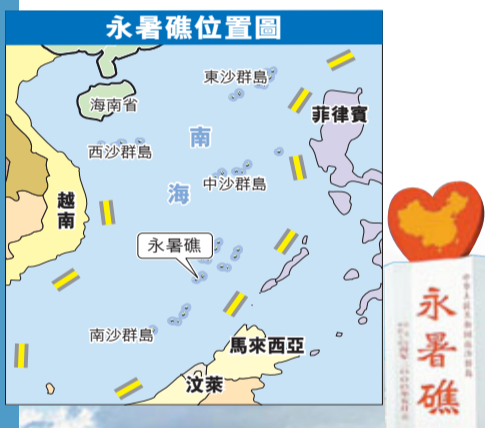 永暑礁位置圖
東沙群島
海南省
菲律賓
西沙群島
南海
中沙群島
越南
永暑礁
南沙群島
馬來西亞
汶萊
永暑礁